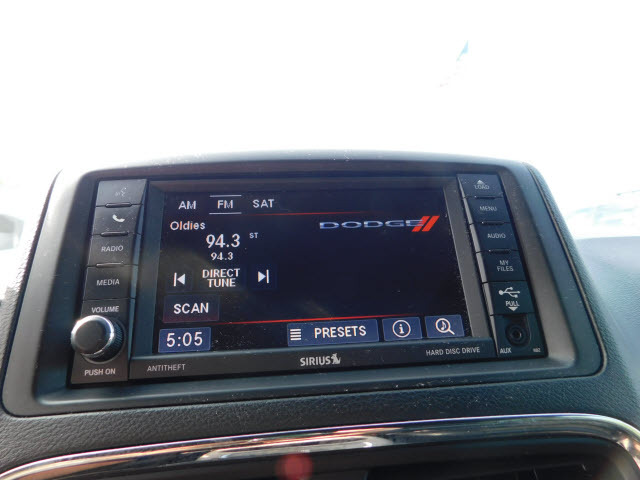 AM FM SAT
Oldies
94.3 ST
94.3
DODGE
DIRECT
TUNE
SCAN
5:05
PRESETS
RADIO
MEDIA
VOLUME
PUSH ON
ANTITHEFT
SIRIUS
HARD DISC DRIVE
LOAD
MENU
AUDIO
MY
FILES
PULL
AUX